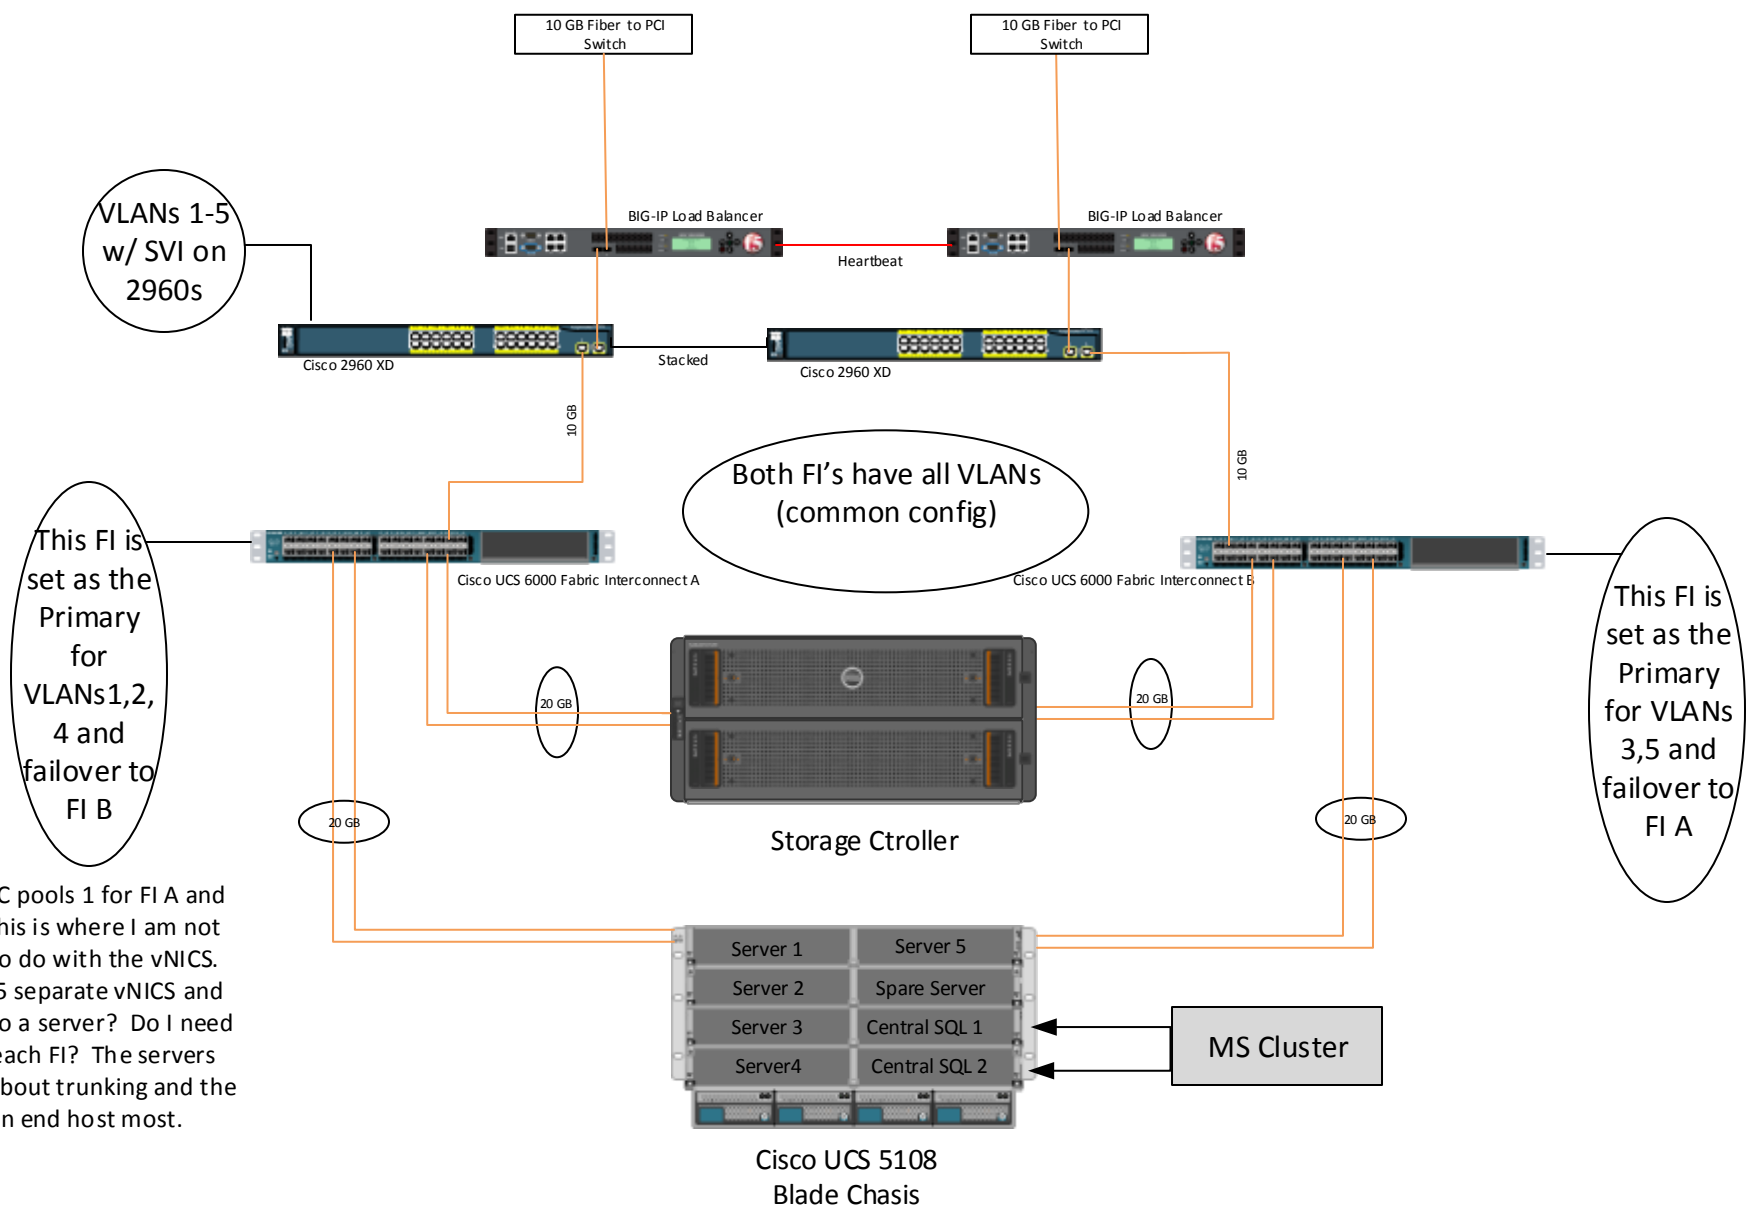 10 GB Fiber to PCI
Switch
10 GB Fiber to PCI
Switch
VLANs 1-5
w/ SVI on
2960s
BIG-IP Load Balancer
BIG-IP Load Balancer
Heartbeat
Cisco 2960 XD
Stacked
Cisco 2960 XD
10 GB
10 GB
Both FI's have all VLANs
(common config)
This FI is
set as the
Primary
for
VLANs1,2,
4 and
failover to
FI B
Cisco UCS 6000 Fabric Interconnect A
Cisco UCS 6000 Fabric Interconnect B
This FI is
set as the
Primary
for VLANs
3,5 and
failover to
FI A
20 GB
20 GB
20 GB
20 GB
Storage Ctroller
C pools 1 for FI A and
his is where I am not
o do with the vNICS.
5 separate vNICS and
o a server? Do I need
each FI? The servers
bout trunking and the
n end host most.
Server 1
Server 5
Server 2
Spare Server
Server 3
Central SQL 1
Server4
Central SQL 2
MS Cluster
Cisco UCS 5108
Blade Chasis